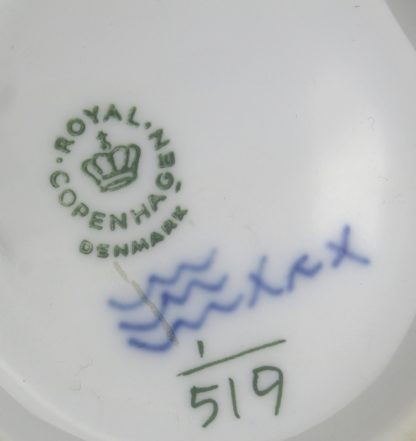 ROYAL COPENHAGEN
DENMARK
1
519